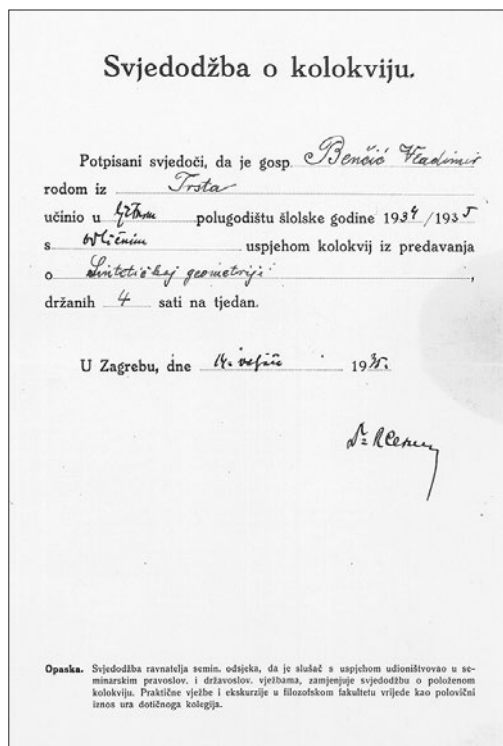 Svjedodžba o kolokviju.
Potpisani svjedoči, da je gosp. Benčić Vladimir
rodom iz Trsta
učinio u ljetnom polugodištu šlolske godine 1934/1935
s odličnim uspjehom kolokvij iz predavanja
o Sintetičkoj geometriji,
držanih 4 sati na tjedan.
U Zagrebu, dne 14. 1935.
Dr
Opaska. Svjedodžba ravnatelja semin. odsjeka, da je slušač s uspjehom udioništvovao u se-
minarskim pravoslov. i državoslov. vježbama, zamjenjuje svjedodžbu o položenom
kolokviju. Praktične vježbe i ekskurzije u filozofskom fakultetu vrijede kao polovični
iznos ura dotičnoga kolegija.